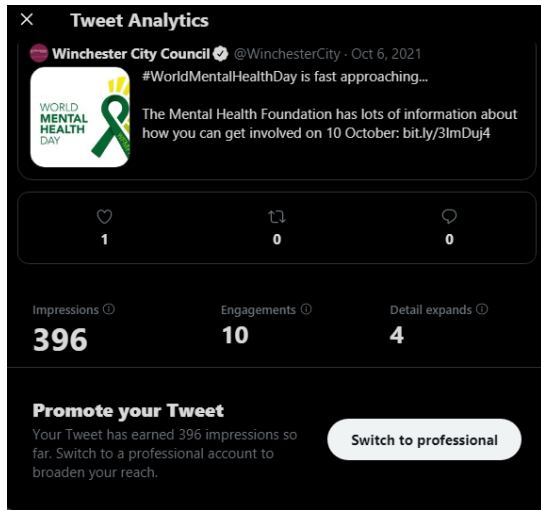 Tweet Analytics
Winchester City Council @WinchesterCity · Oct 6, 2021
#WorldMentalHealthDay is fast approaching...
The Mental Health Foundation has lots of information about
how you can get involved on 10 October: bit.ly/3ImDuj4
WORLD
MENTAL
HEALTH
DAY
1
0
0
Impressions
Engagements
Detail expands
396
10
4
Promote your Tweet
Your Tweet has earned 396 impressions so
far. Switch to a professional account to
broaden your reach.
Switch to professional